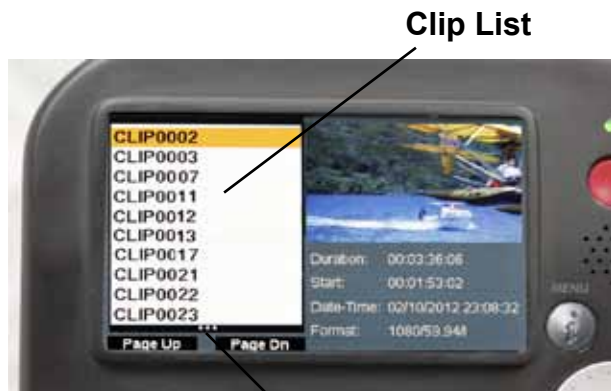 Clip List
CLIP0002
CLIP0003
CLIP0007
CLIP0011
CLIP0012
CLIP0013
CLIP0017
CLIP0021
CLIP0022
CLIP0023
Page Up Page Dn
Duration: 00:03:36:06
Start: 00:01:53:02
Date-Time: 02/10/2012 23:08:32
Format: 1080/59.94I
MENU